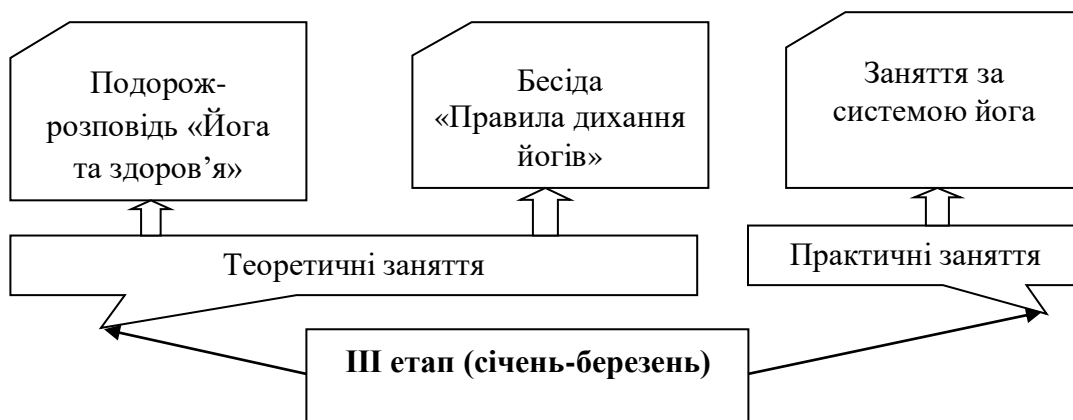 Подорож-
розповідь «Йога
та здоров’я»
Бесіда
«Правила дихання
йогів»
Заняття за
системою йога
Теоретичні заняття
Практичні заняття
ІІІ етап (січень-березень)